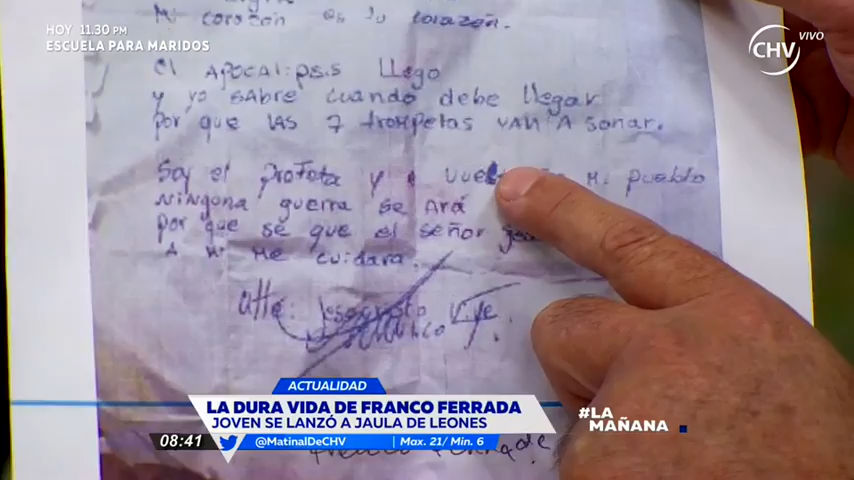 HOY 11.30 PM
ESCUELA PARA MARIDOS
CHV VIVO
Mi corazon es tu corazon.
El APOCALipsis llego
y yo SABRE cuando debe llegar
por que LAS 7 trompetas VAN A sonar.
Soy el profeta y Mi pueblo
NiNGuna guerra se ARÁ
por que se que el señor
A Mi Me cuidara.
Atte:
ACTUALIDAD
LA DURA VIDA DE FRANCO FERRADA
JOVEN SE LANZÓ A JAULA DE LEONES
#LA
MAÑANA
08:41 @MatinalDeCHV Max. 21/ Min. 6